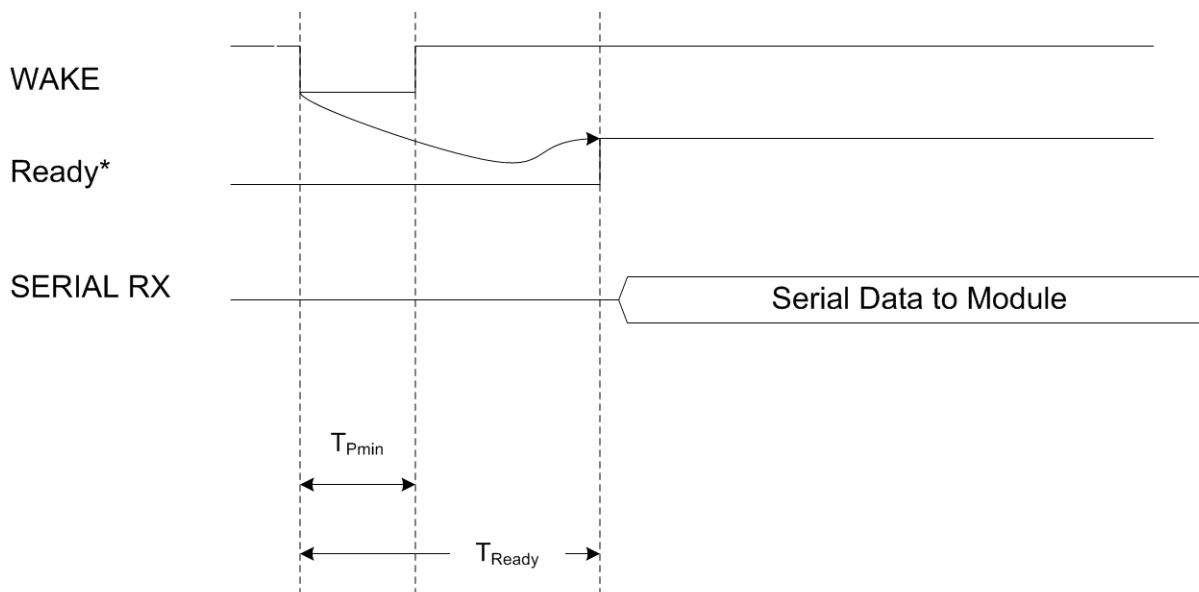 WAKE
Ready*
SERIAL RX
Serial Data to Module
TPmin
TReady